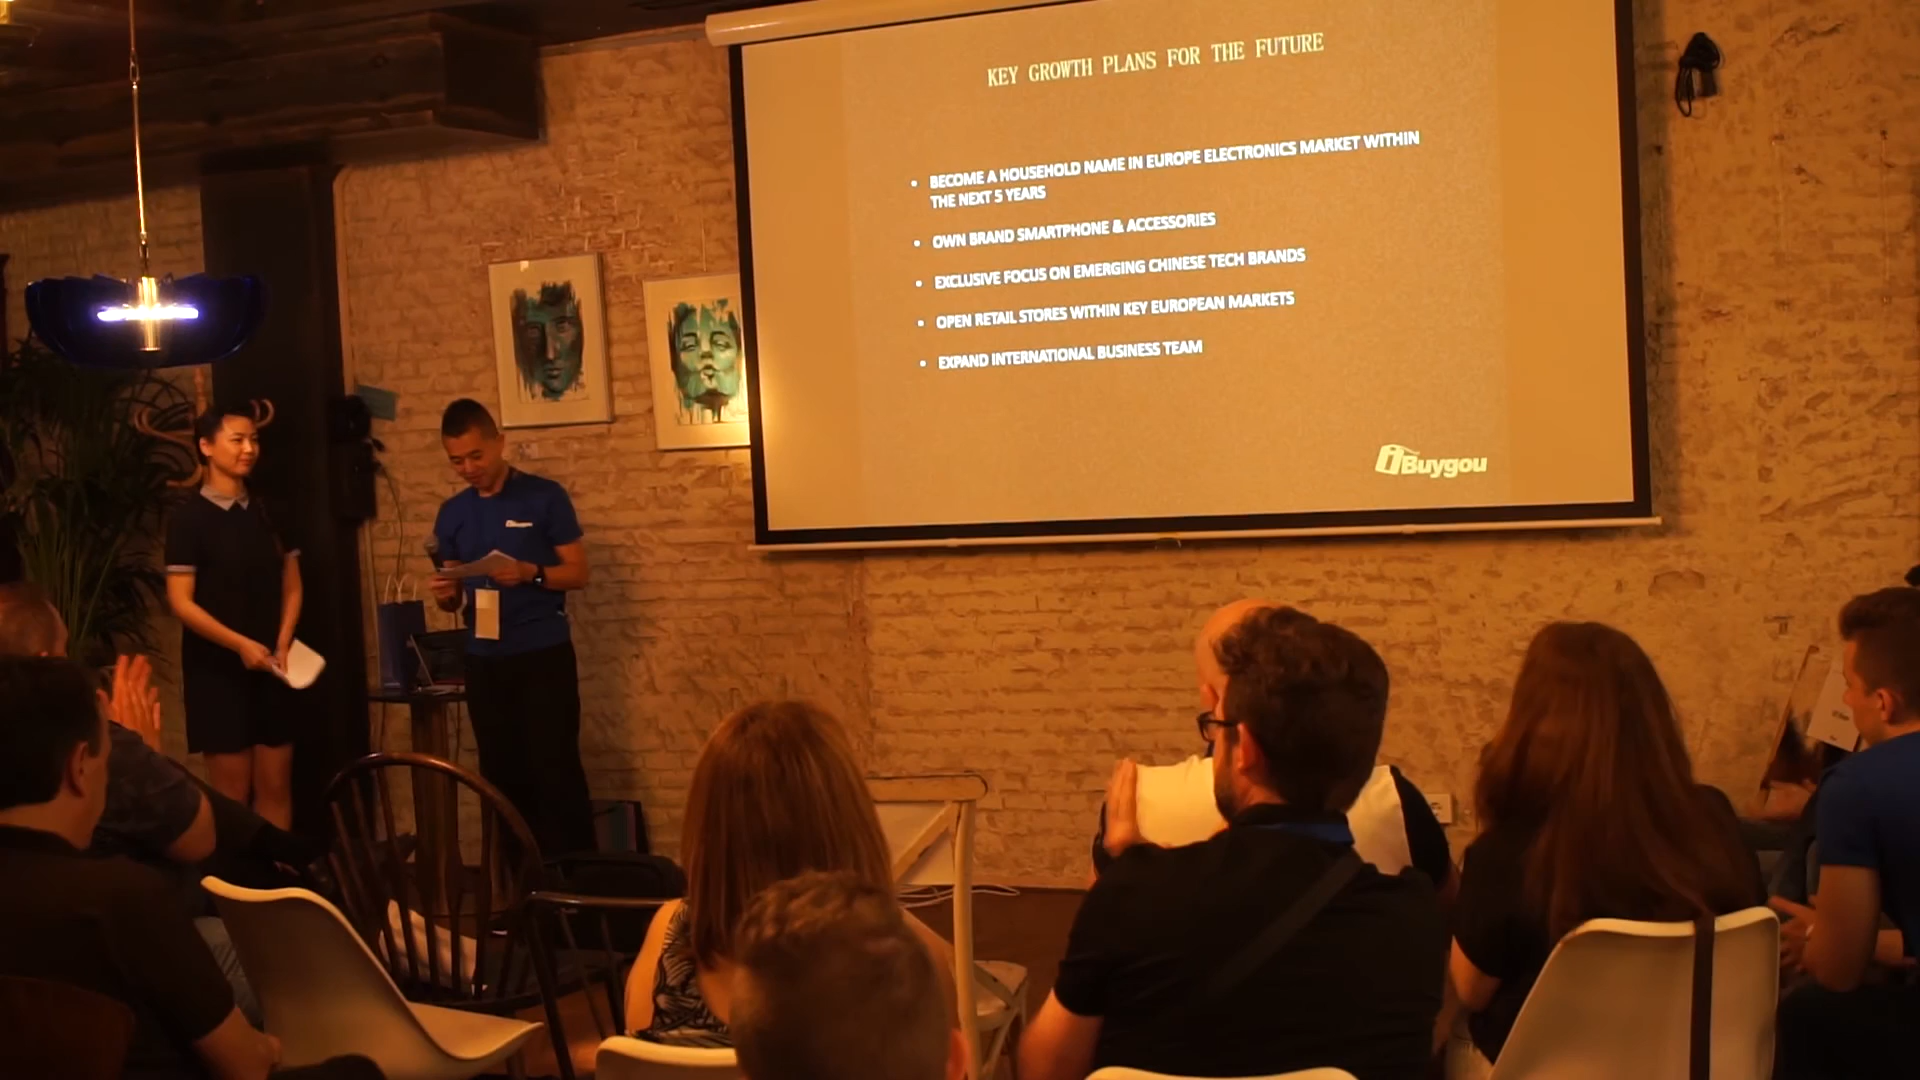 KEY GROWTH PLANS FOR THE FUTURE
• BECOME A HOUSEHOLD NAME IN EUROPE ELECTRONICS MARKET WITHIN
THE NEXT 5 YEARS
• OWN BRAND SMARTPHONE & ACCESSORIES
• EXCLUSIVE FOCUS ON EMERGING CHINESE TECH BRANDS
• OPEN RETAIL STORES WITHIN KEY EUROPEAN MARKETS
• EXPAND INTERNATIONAL BUSINESS TEAM
iBuygou